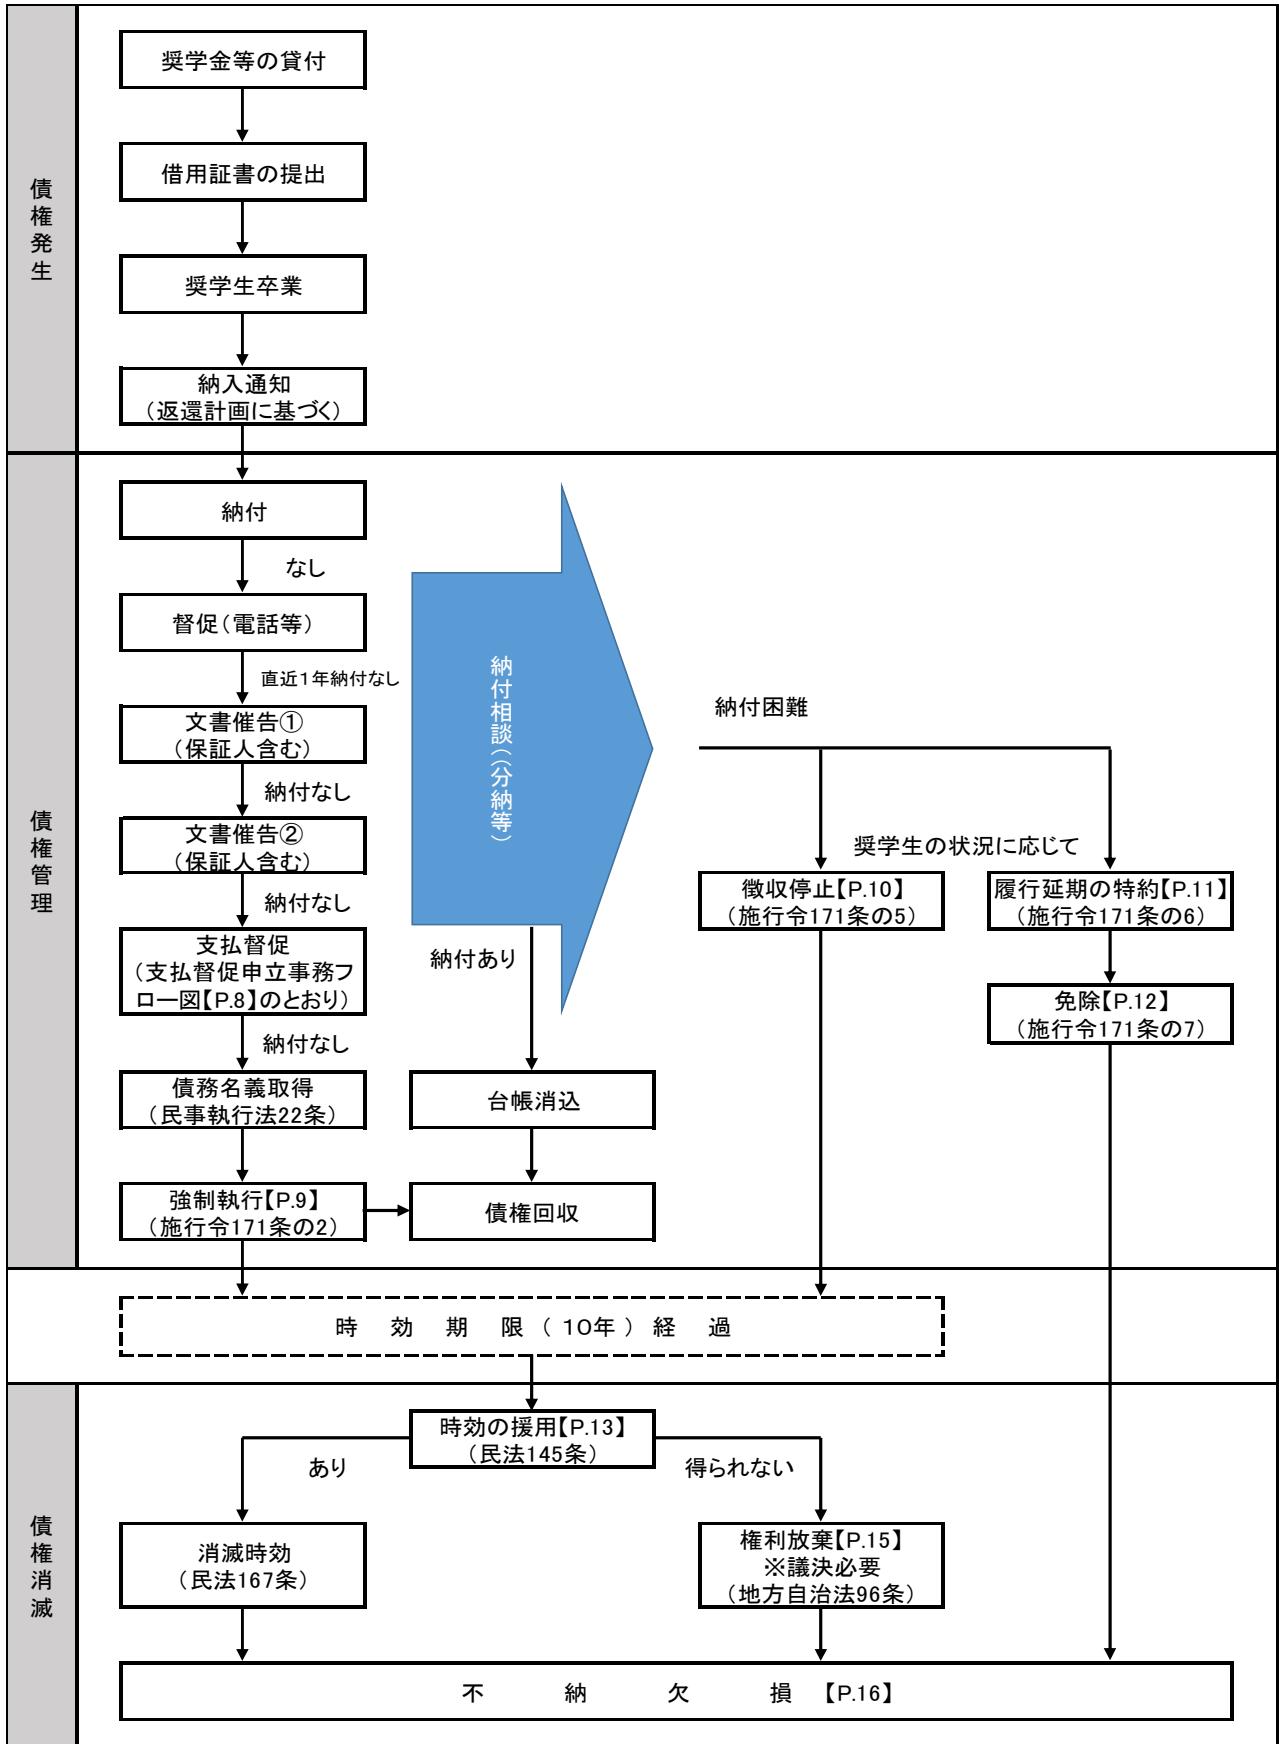 債権発生
奨学金等の貸付
借用証書の提出
奨学生卒業
納入通知
（返還計画に基づく）
債権管理
納付
なし
督促（電話等）
直近１年納付なし
文書催告①
（保証人含む）
納付なし
文書催告②
（保証人含む）
納付なし
支払督促
（支払督促申立事務フ
ロー図【P.8】のとおり）
納付なし
債務名義取得
（民事執行法22条）
強制執行【P.9】
（施行令171条の2）
納付相談（（分納等）
納付あり
台帳消込
債権回収
納付困難
奨学生の状況に応じて
徴収停止【P.10】
（施行令171条の5）
履行延期の特約【P.11】
（施行令171条の6）
免除【P.12】
（施行令171条の7）
時効期限（10年）経過
債権消滅
時効の援用【P.13】
（民法145条）
あり
得られない
消滅時効
（民法167条）
権利放棄【P.15】
※議決必要
（地方自治法96条）
不納欠損【P.16】